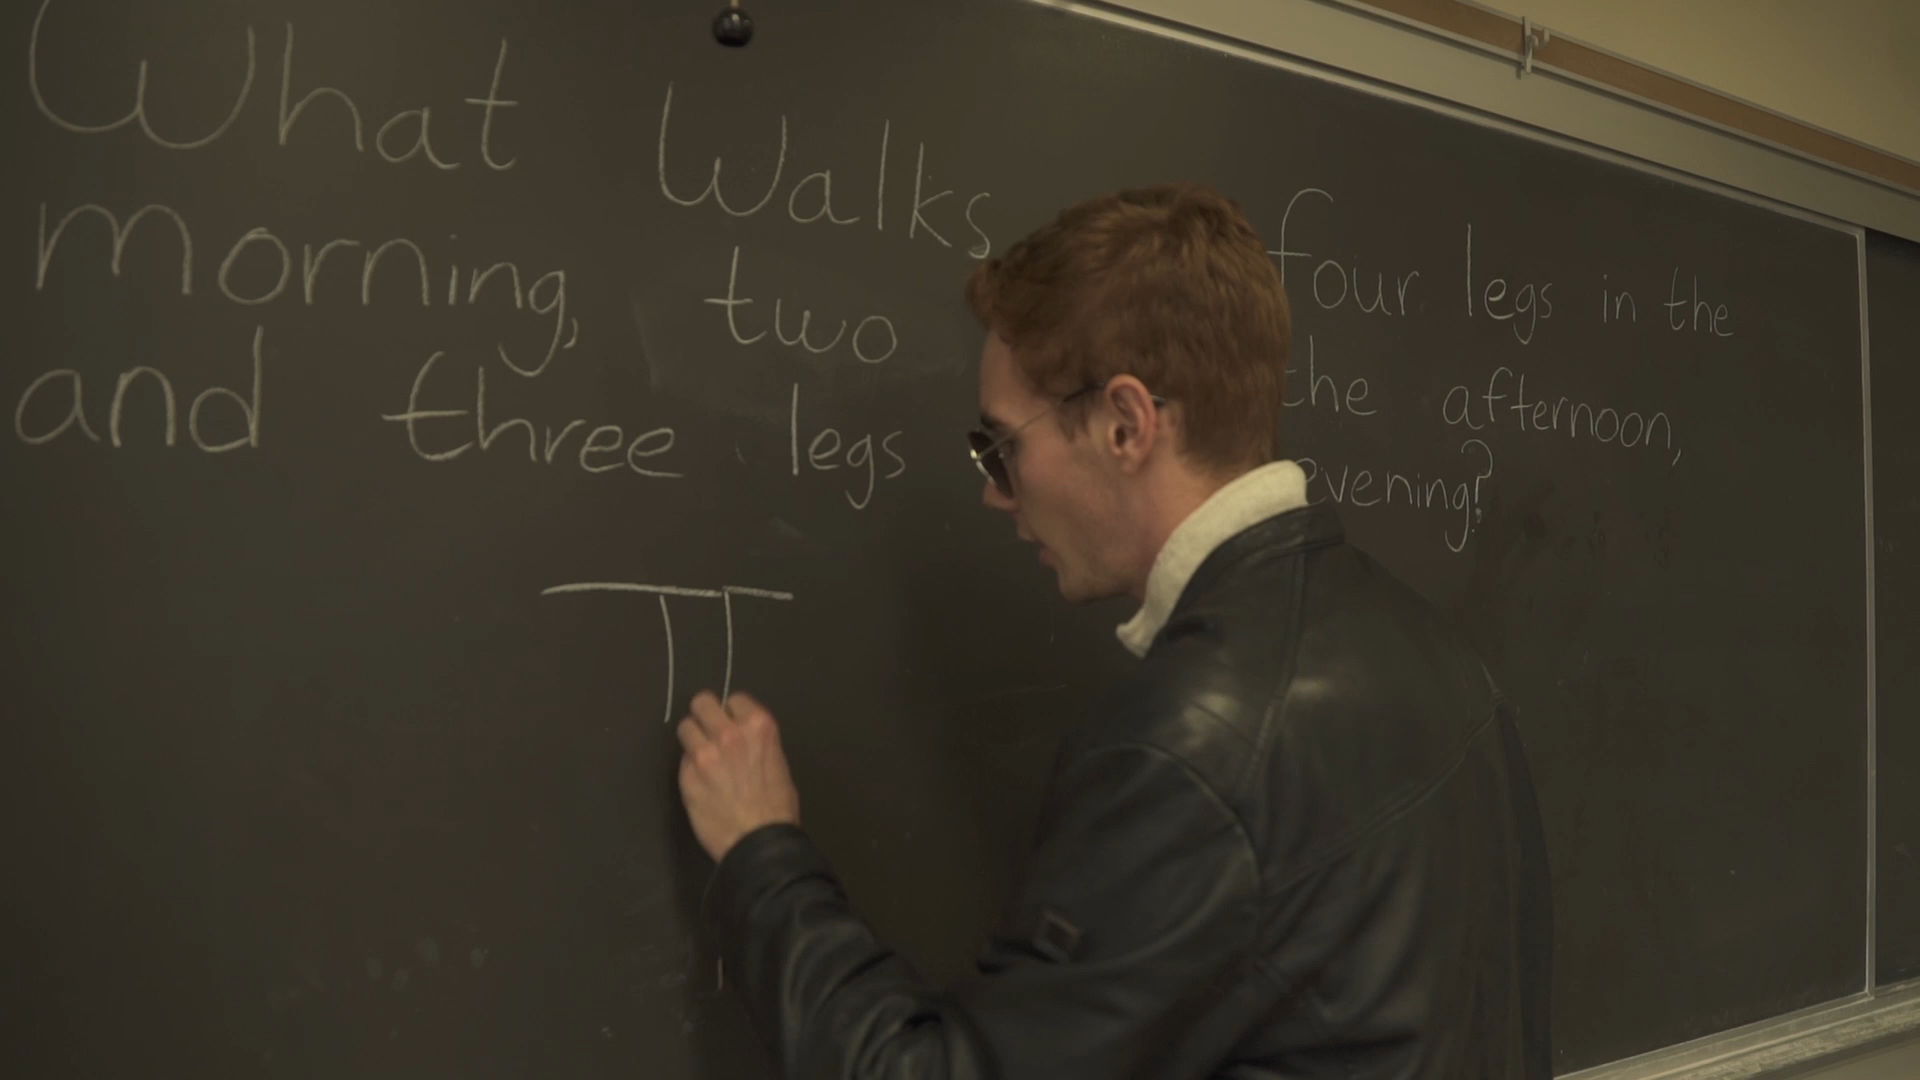 What Walks four legs in the
morning, two the afternoon,
and three legs evening?